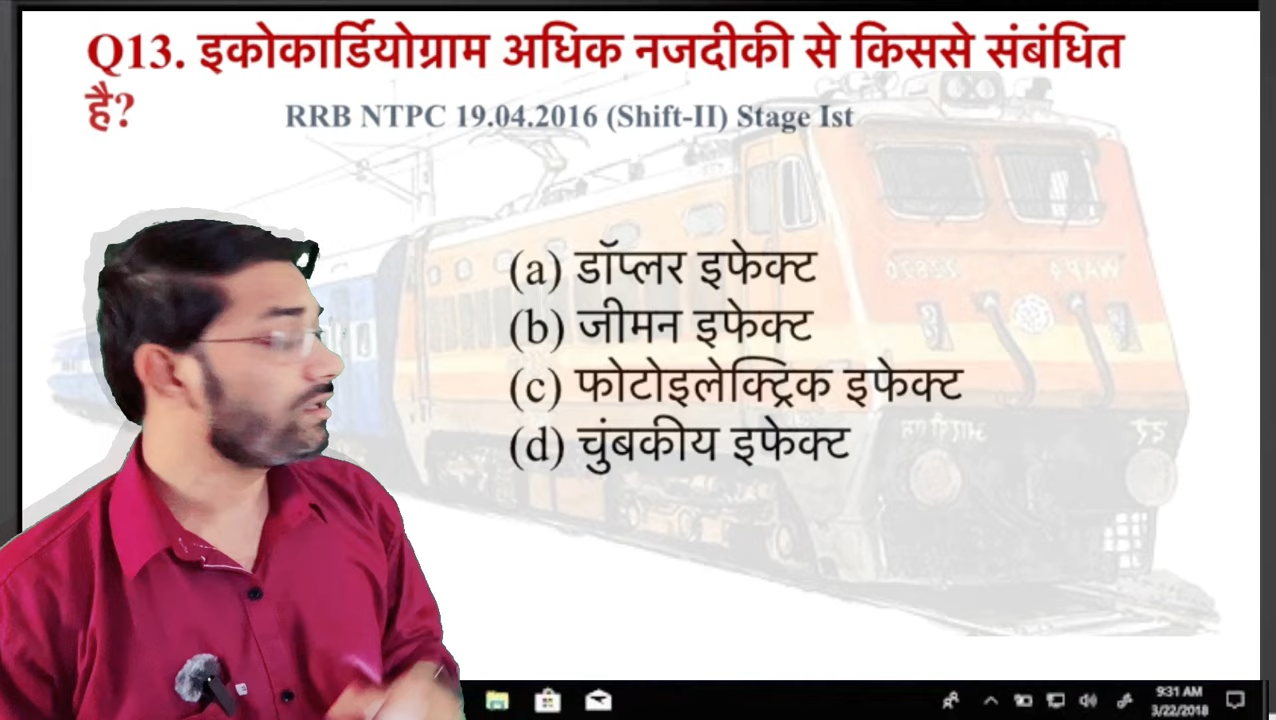 Q13. इकोकार्डियोग्राम अधिक नजदीकी से किससे संबंधित
है?
RRB NTPC 19.04.2016 (Shift-II) Stage Ist
(a) डॉप्लर इफेक्ट
(b) जीमन इफेक्ट
(c) फोटोइलेक्ट्रिक इफेक्ट
(d) चुंबकीय इफेक्ट
9:31 AM
3/22/2018